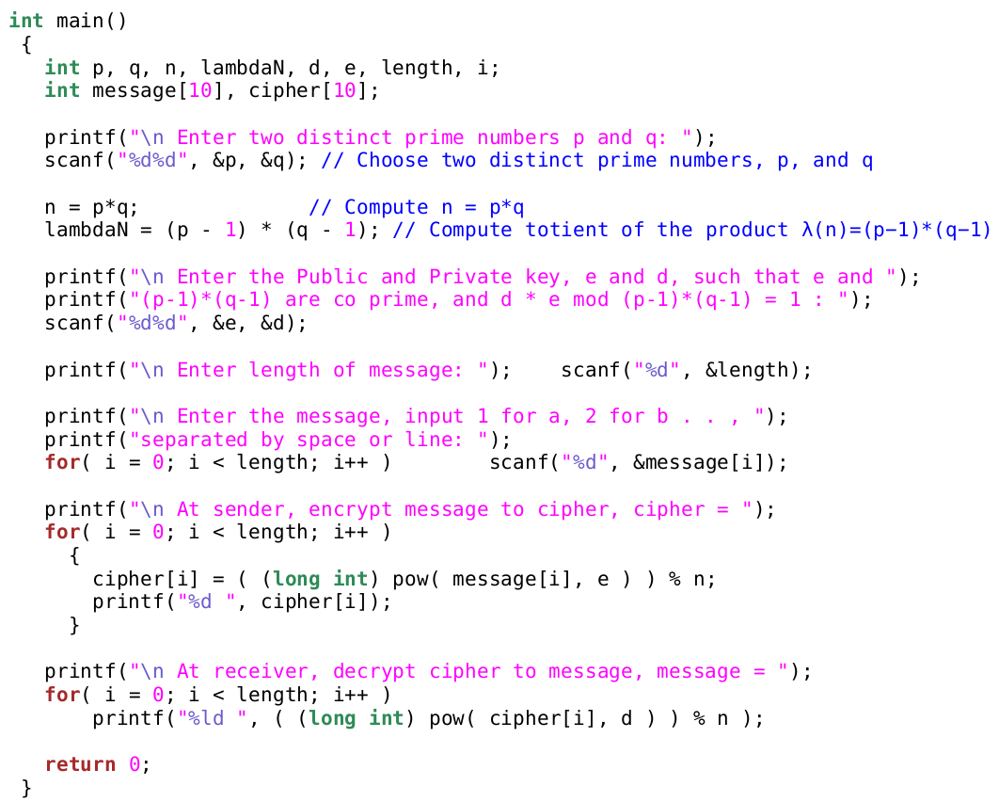 int main()
 {
   int p, q, n, lambdaN, d, e, length, i;
   int message[10], cipher[10];

   printf("\n Enter two distinct prime numbers p and q: ");
   scanf("%d%d", &p, &q); // Choose two distinct prime numbers, p, and q

   n = p*q;              // Compute n = p*q
   lambdaN = (p - 1) * (q - 1); // Compute totient of the product λ(n)=(p−1)*(q−1)

   printf("\n Enter the Public and Private key, e and d, such that e and ");
   printf("(p-1)*(q-1) are co prime, and d * e mod (p-1)*(q-1) = 1 : ");
   scanf("%d%d", &e, &d);

   printf("\n Enter length of message: ");    scanf("%d", &length);

   printf("\n Enter the message, input 1 for a, 2 for b . . , ");
   printf("separated by space or line: ");
   for( i = 0; i < length; i++ )        scanf("%d", &message[i]);

   printf("\n At sender, encrypt message to cipher, cipher = ");
   for( i = 0; i < length; i++ )
     {
       cipher[i] = ( (long int) pow( message[i], e ) ) % n;
       printf("%d ", cipher[i]);
     }

   printf("\n At receiver, decrypt cipher to message, message = ");
   for( i = 0; i < length; i++ )
       printf("%ld ", ( (long int) pow( cipher[i], d ) ) % n );

   return 0;
 }